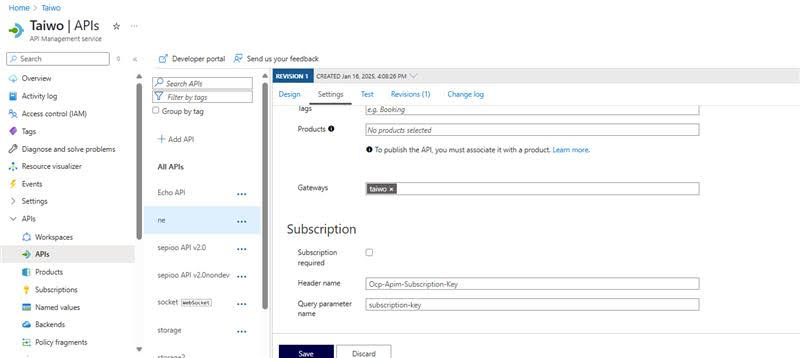 Home > Taiwo >
Taiwo | APIs
API Management service
Search
Overview
Activity log
Access control (IAM)
Tags
Diagnose and solve problems
Resource visualizer
Events
Settings
APIs
Workspaces
APIs
Products
Subscriptions
Named values
Backends
Policy fragments
Developer portal
Send us your feedback
Search APIs
Filter by tags
Group by tag
+ Add API
All APIs
Echo API
ne
sepioo API v2.0
sepioo API v2.0nondev
socket WebSocket
storage
storage2
REVISION 1 CREATED Jan 16, 2025, 4:08:26 PM
Design Settings Test Revisions (1) Change log
Tags e.g. Booking
Products No products selected
To publish the API, you must associate it with a product. Learn more.
Gateways taiwo ×
Subscription
Subscription
required
Header name Ocp-Apim-Subscription-Key
Query parameter
name
subscription-key
Save Discard